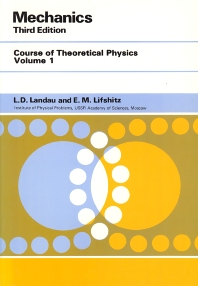 Mechanics
Third Edition
Course of Theoretical Physics
Volume 1
L.D. Landau and E. M. Lifshitz
Institute of Physical Problems, USSR Academy of Sciences, Moscow